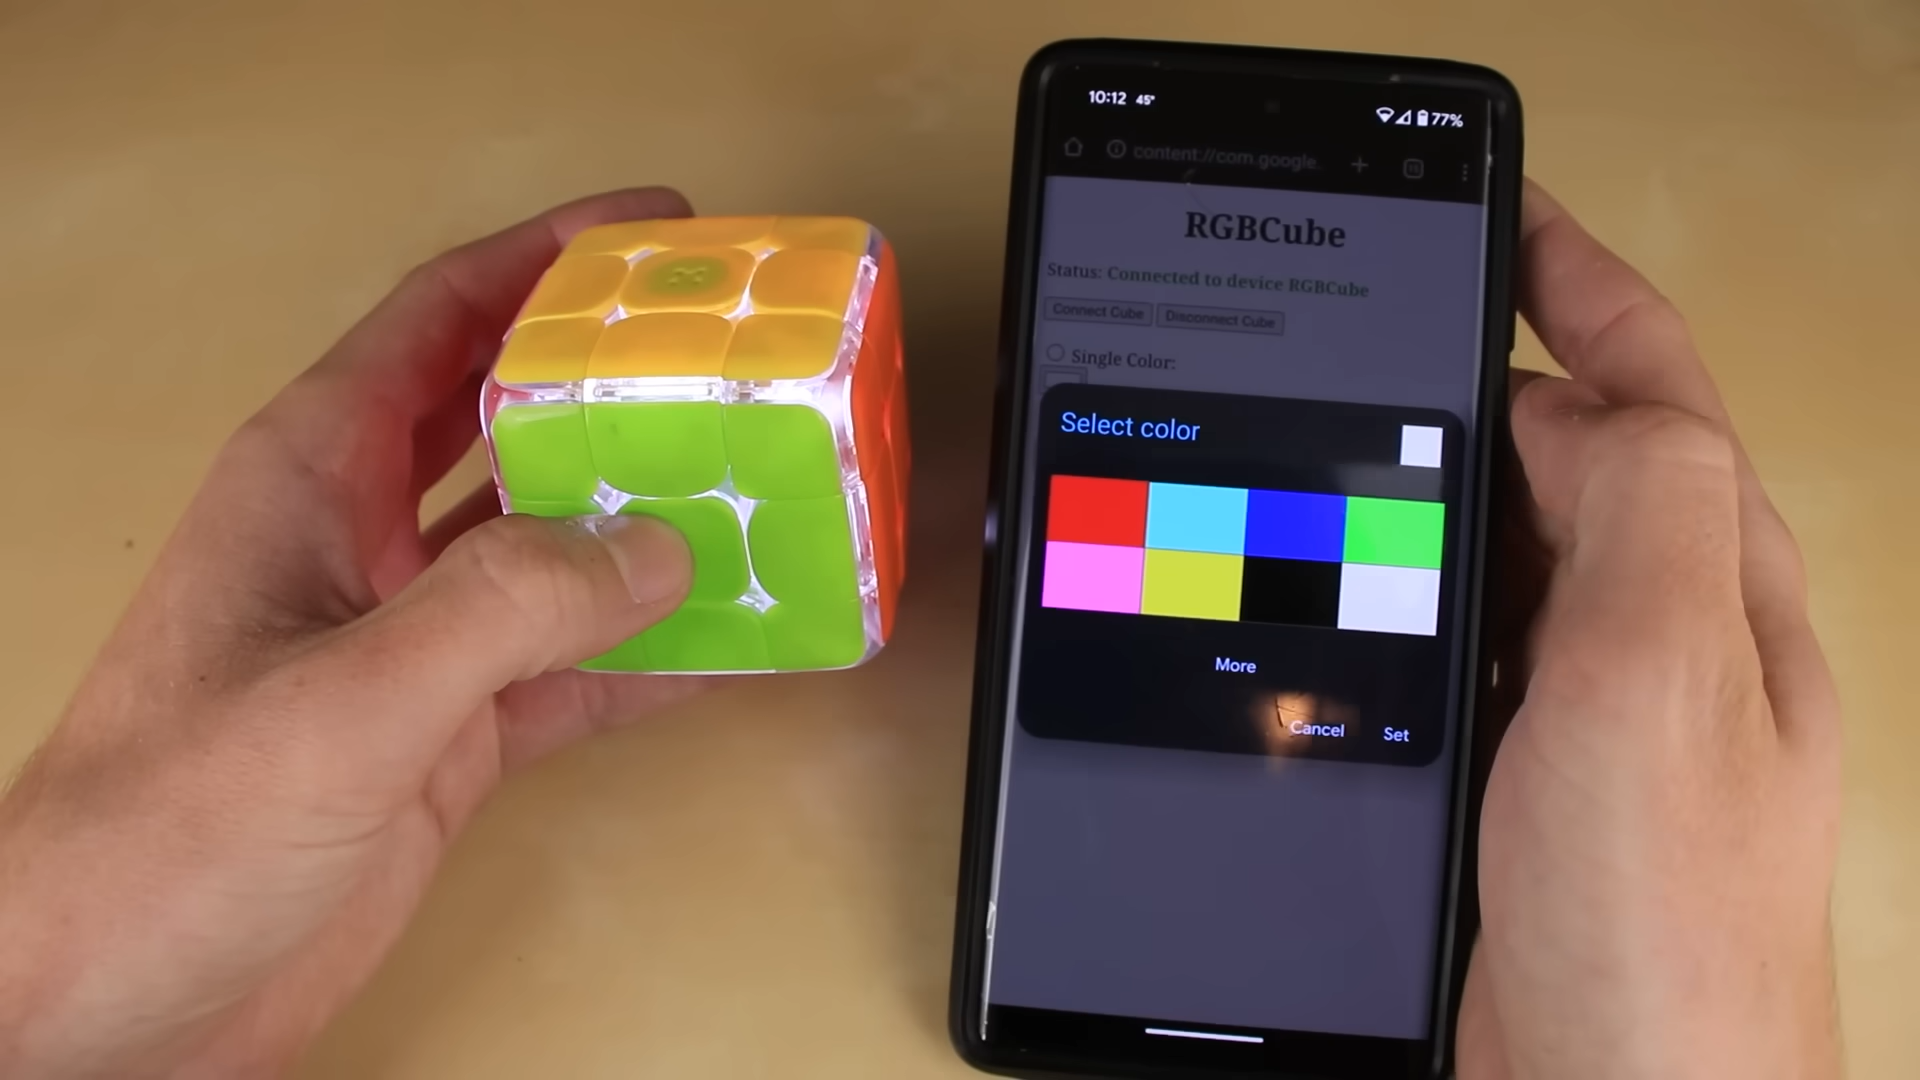 10:12 45°
77%
content://com.google.
RGBCube
Status: Connected to device RGBCube
Connect Cube Disconnect Cube
Single Color:
Select color
More
Cancel Set